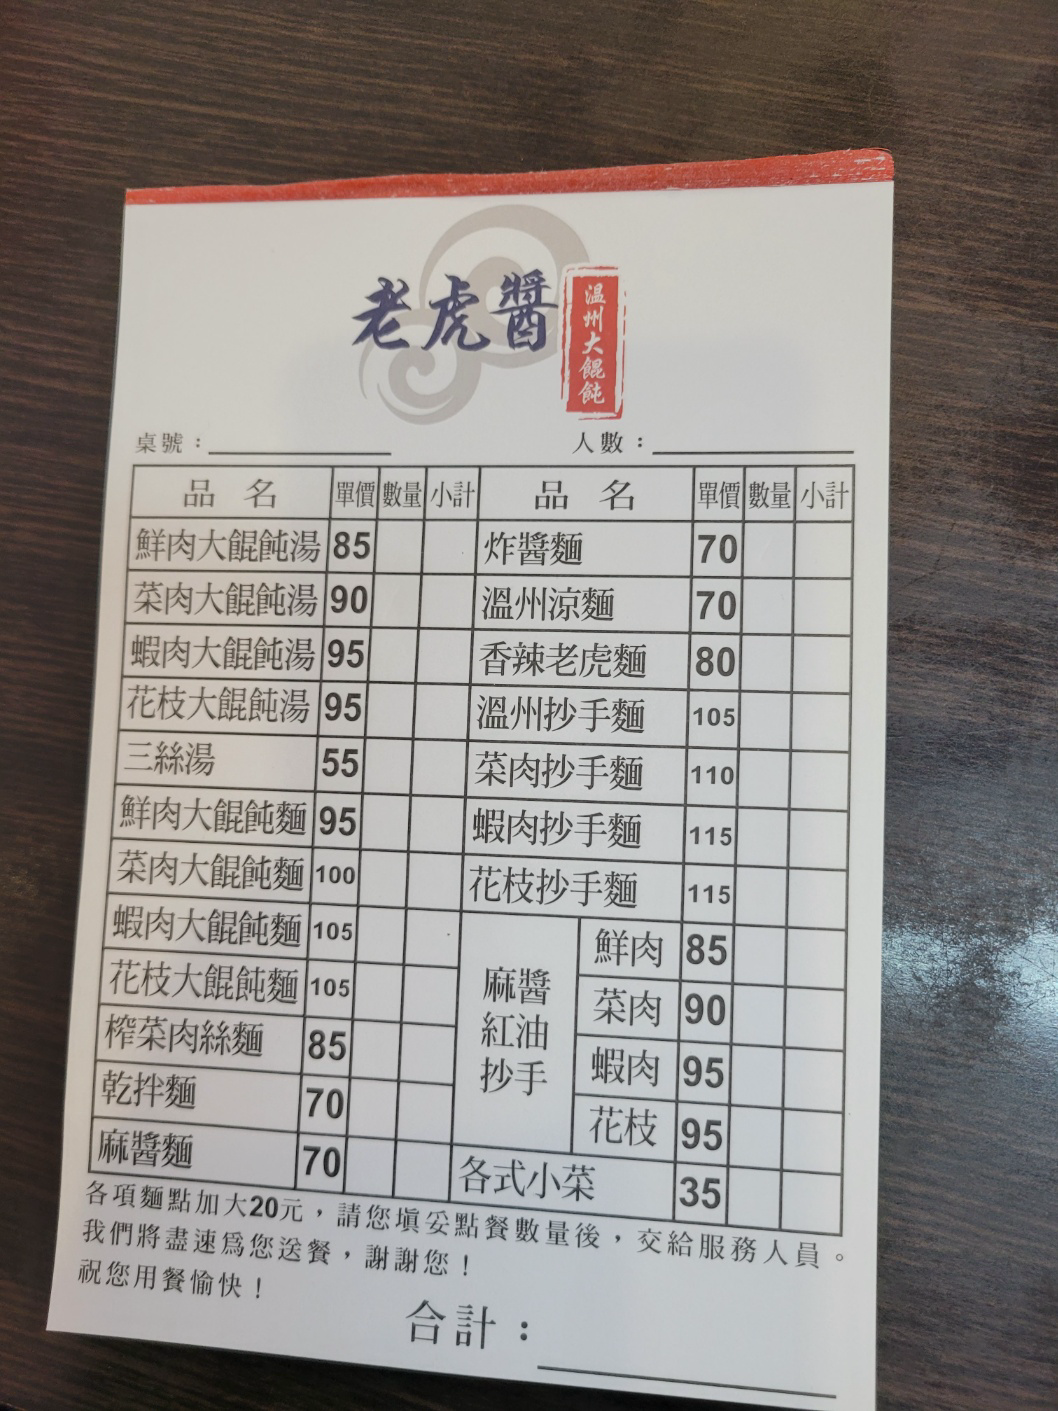 老虎醬
溫州大餛飩
桌號： 人數：
品名 單價 數量 小計 品名 單價 數量 小計
鮮肉大餛飩湯 85 炸醬麵 70
菜肉大餛飩湯 90 溫州涼麵 70
蝦肉大餛飩湯 95 香辣老虎麵 80
花枝大餛飩湯 95 溫州抄手麵 105
三絲湯 55 菜肉抄手麵 110
鮮肉大餛飩麵 95 蝦肉抄手麵 115
菜肉大餛飩麵 100 花枝抄手麵 115
蝦肉大餛飩麵 105 麻醬紅油抄手 鮮肉 85
花枝大餛飩麵 105 菜肉 90
榨菜肉絲麵 85 蝦肉 95
乾拌麵 70 花枝 95
麻醬麵 70 各式小菜 35
各項麵點加大20元，請您填妥點餐數量後，交給服務人員。
我們將盡速為您送餐，謝謝您！
祝您用餐愉快！
合計：